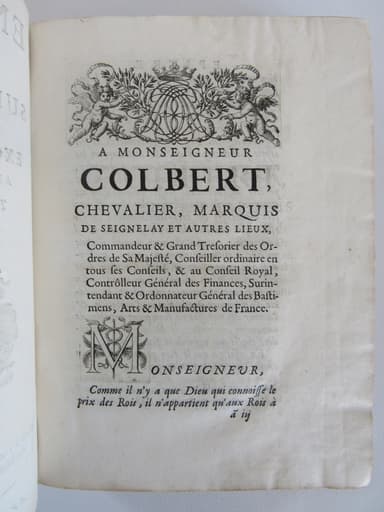 A MONSEIGNEUR
COLBERT,
CHEVALIER, MARQUIS
DE SEIGNELAY ET AUTRES LIEUX,
Commandeur & Grand Tresorier des Or-
dres de Sa Majeſté, Conſeiller ordinaire en
tous ſes Conſeils, & au Conſeil Royal,
Contrôlleur Général des Finances, Surin-
tendant & Ordonnateur Général des Baſti-
mens, Arts & Manufactures de France.
MONSEIGNEUR,
Comme il n'y a que Dieu qui connoiſſe le
prix des Rois, il n'appartient qu'aux Rois à
ã iij